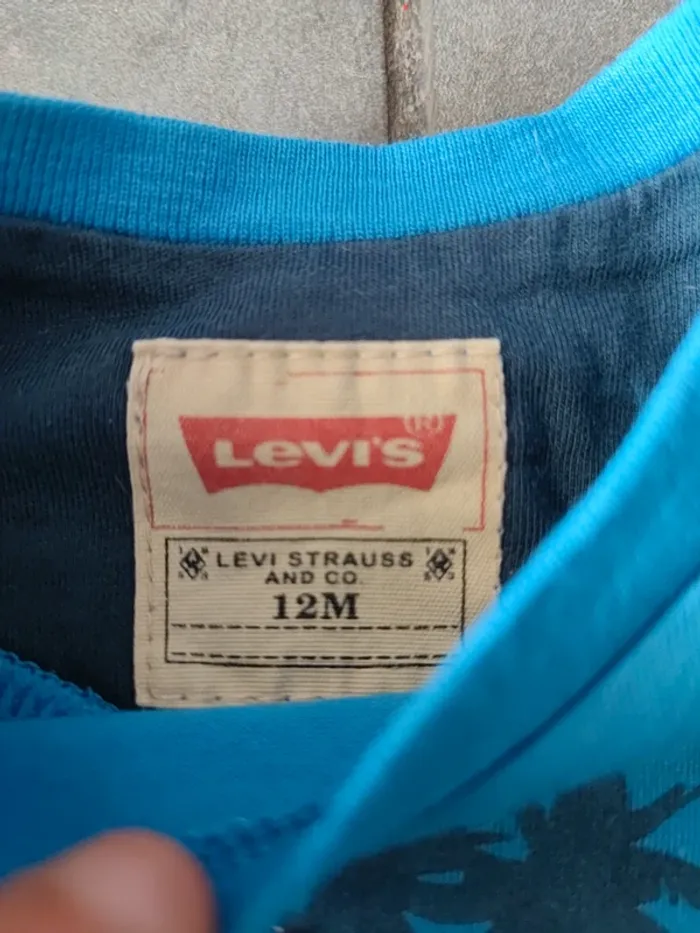 LEVI'S
(R)
LEVI STRAUSS
AND CO.
12M